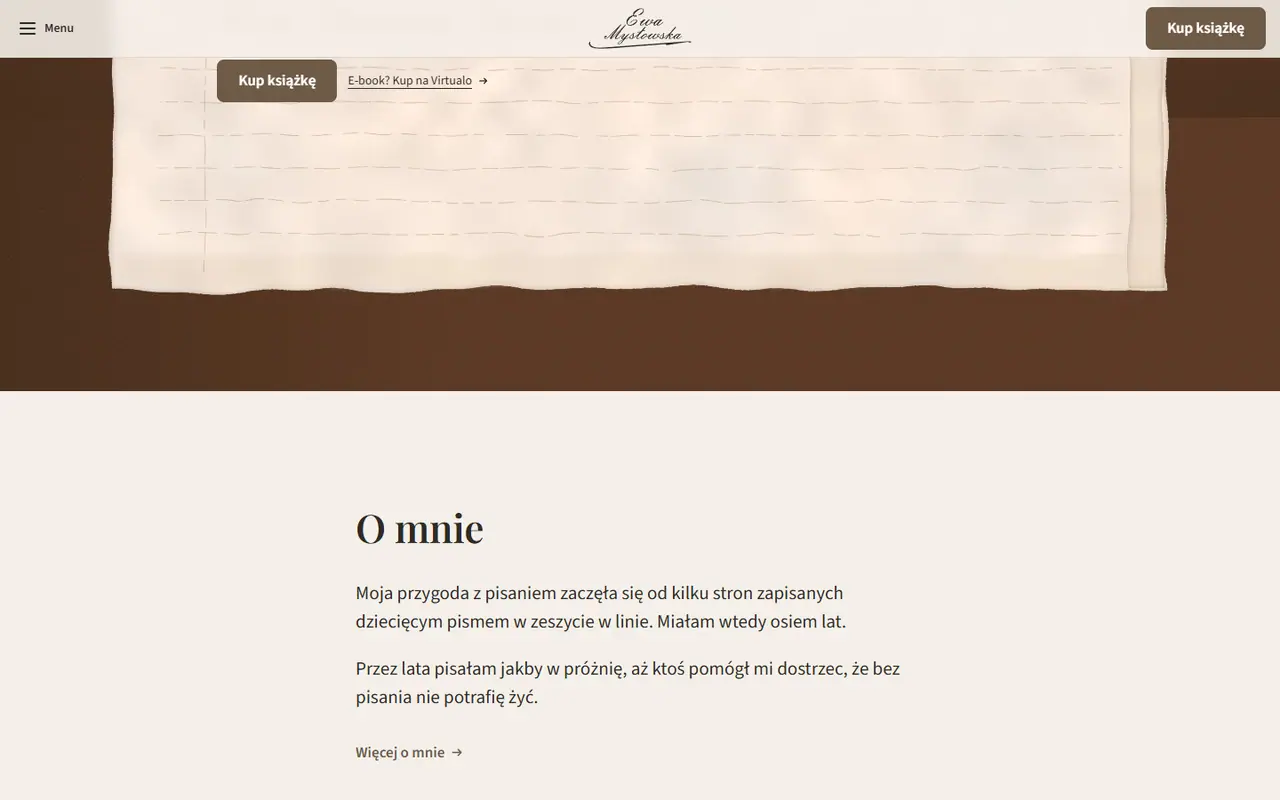 Menu
Ewa
Mysłowska
Kup książkę
Kup książkę
E-book? Kup na Virtualo →
O mnie
Moja przygoda z pisaniem zaczęła się od kilku stron zapisanych
dziecięcym pismem w zeszycie w linie. Miałam wtedy osiem lat.
Przez lata pisałam jakby w próżnię, aż ktoś pomógł mi dostrzec, że bez
pisania nie potrafię żyć.
Więcej o mnie →